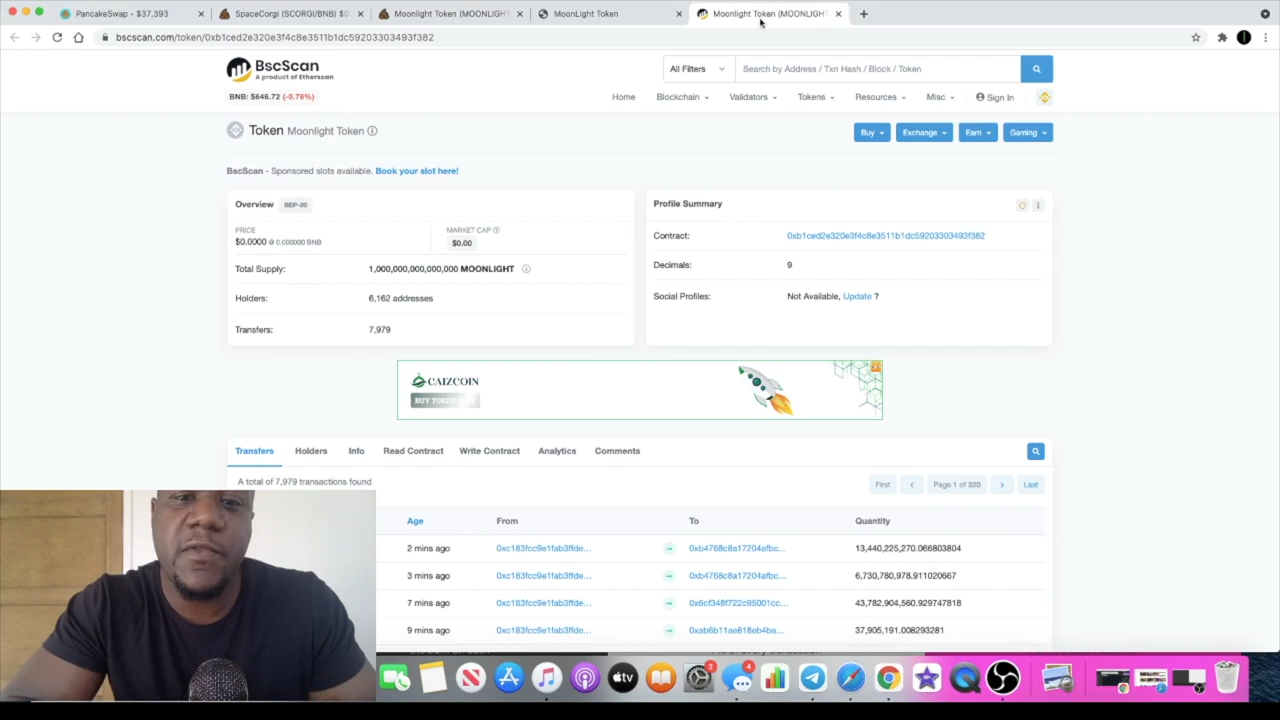 PancakeSwap - $37.393
SpaceCorgi (SCORGI/BNB) $0
Moonlight Token (MOONLIGHT
MoonLight Token
Moonlight Token (MOONLIGHT
bscscan.com/token/0xb1ced2e320e3f4c8e3511b1dc59203303493f382
BscScan
A product of Etherscan
All Filters
Search by Address / Txn Hash / Block / Token
BNB: $646.72 (-0.78%)
Home
Blockchain
Validators
Tokens
Resources
Misc
Sign In
Token Moonlight Token
Buy
Exchange
Earn
Gaming
BscScan - Sponsored slots available. Book your slot here!
Overview BEP-20
PRICE
$0.0000 @ 0.000000 BNB
MARKET CAP
$0.00
Total Supply: 1,000,000,000,000,000 MOONLIGHT
Holders: 6,162 addresses
Transfers: 7,979
Profile Summary
Contract: 0xb1ced2e320e3f4c8e3511b1dc59203303493f382
Decimals: 9
Social Profiles: Not Available, Update ?
CAIZCOIN
BUY TOKEN
Transfers
Holders
Info
Read Contract
Write Contract
Analytics
Comments
A total of 7,979 transactions found
First
Page 1 of 320
Last
Age From To Quantity
2 mins ago 0xc183fcc9e1fab3ffde... 0xb4768c8a17204afbc... 13,440,225,270.066803804
3 mins ago 0xc183fcc9e1fab3ffde... 0xb4768c8a17204afbc... 6,730,780,978.911020667
7 mins ago 0xc183fcc9e1fab3ffde... 0x6cf348f722c95001cc... 43,782,904,560.929747818
9 mins ago 0xc183fcc9e1fab3ffde... 0xab6b11ae818eb4ba... 37,905,191.008293281
tv
2
4